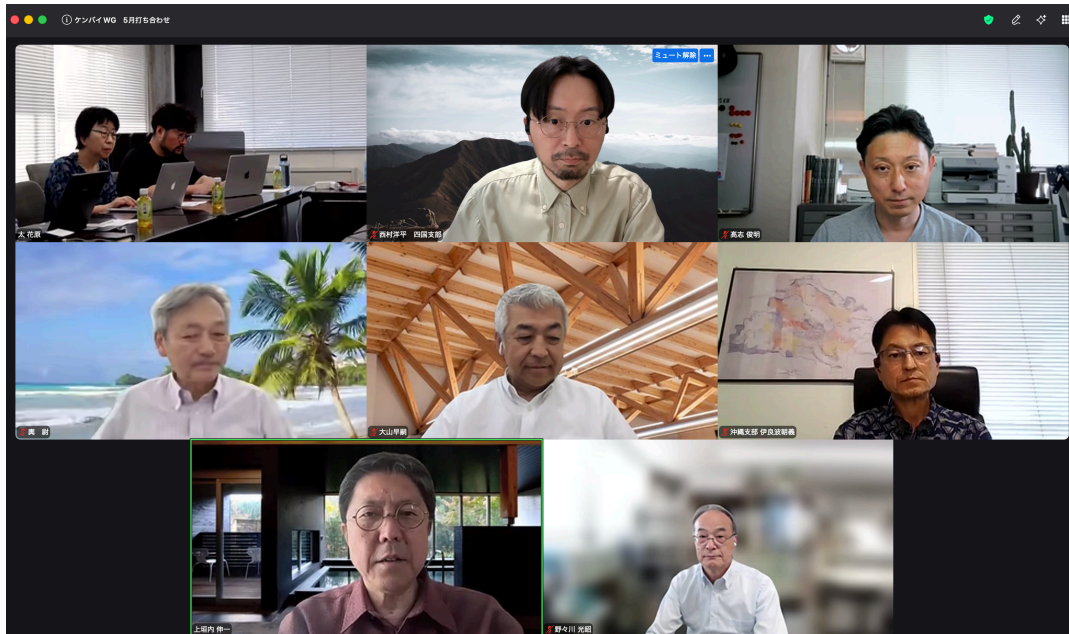 ケンバイWG 5月打ち合わせ
ミュート解除
太 花原
西村洋平 四国支部
高志 俊明
奥 尉
大山早嗣
沖縄支部 伊良波朝義
上垣内 伸一
野々川 光昭